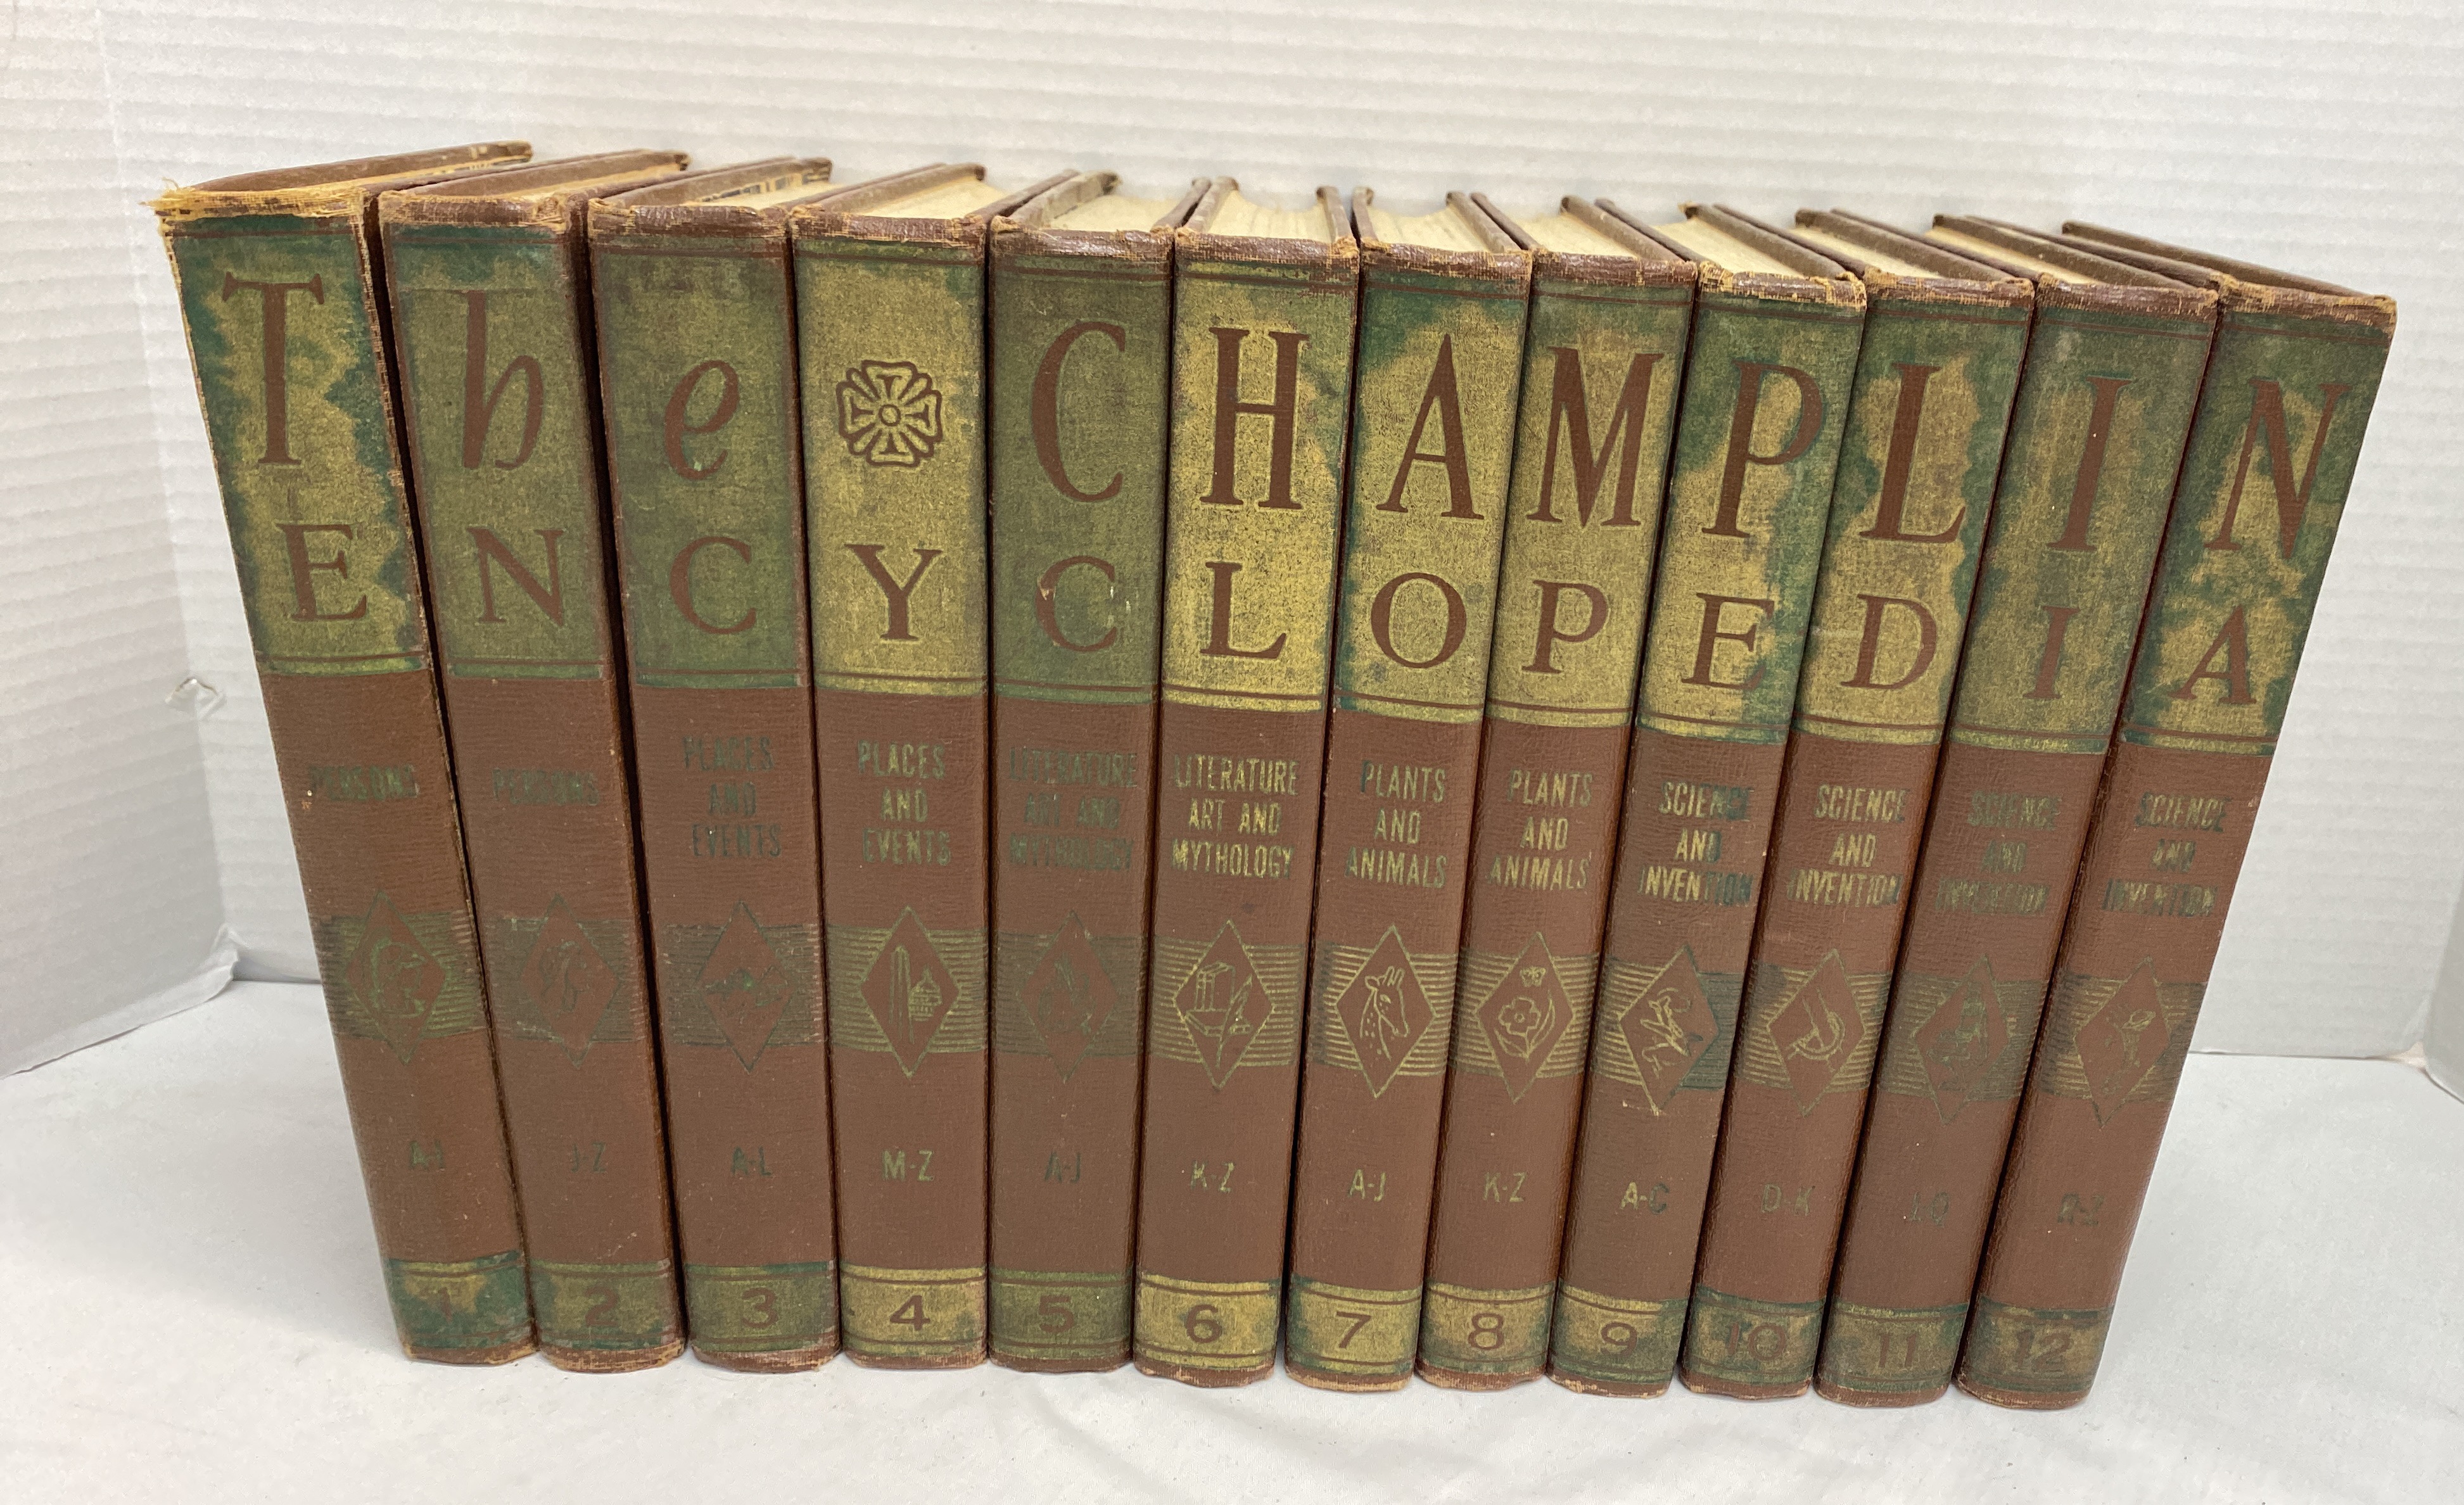 The CHAMPLIN
ENCYCLOPEDIA
PERSONS
A-I
1
PERSONS
J-Z
2
PLACES
AND
EVENTS
A-L
3
PLACES
AND
EVENTS
M-Z
4
LITERATURE
ART AND
MYTHOLOGY
A-J
5
LITERATURE
ART AND
MYTHOLOGY
K-Z
6
PLANTS
AND
ANIMALS
A-J
7
PLANTS
AND
ANIMALS
K-Z
8
SCIENCE
AND
INVENTION
A-C
9
SCIENCE
AND
INVENTION
D-K
10
SCIENCE
AND
INVENTION
L-Q
11
SCIENCE
AND
INVENTION
R-Z
12